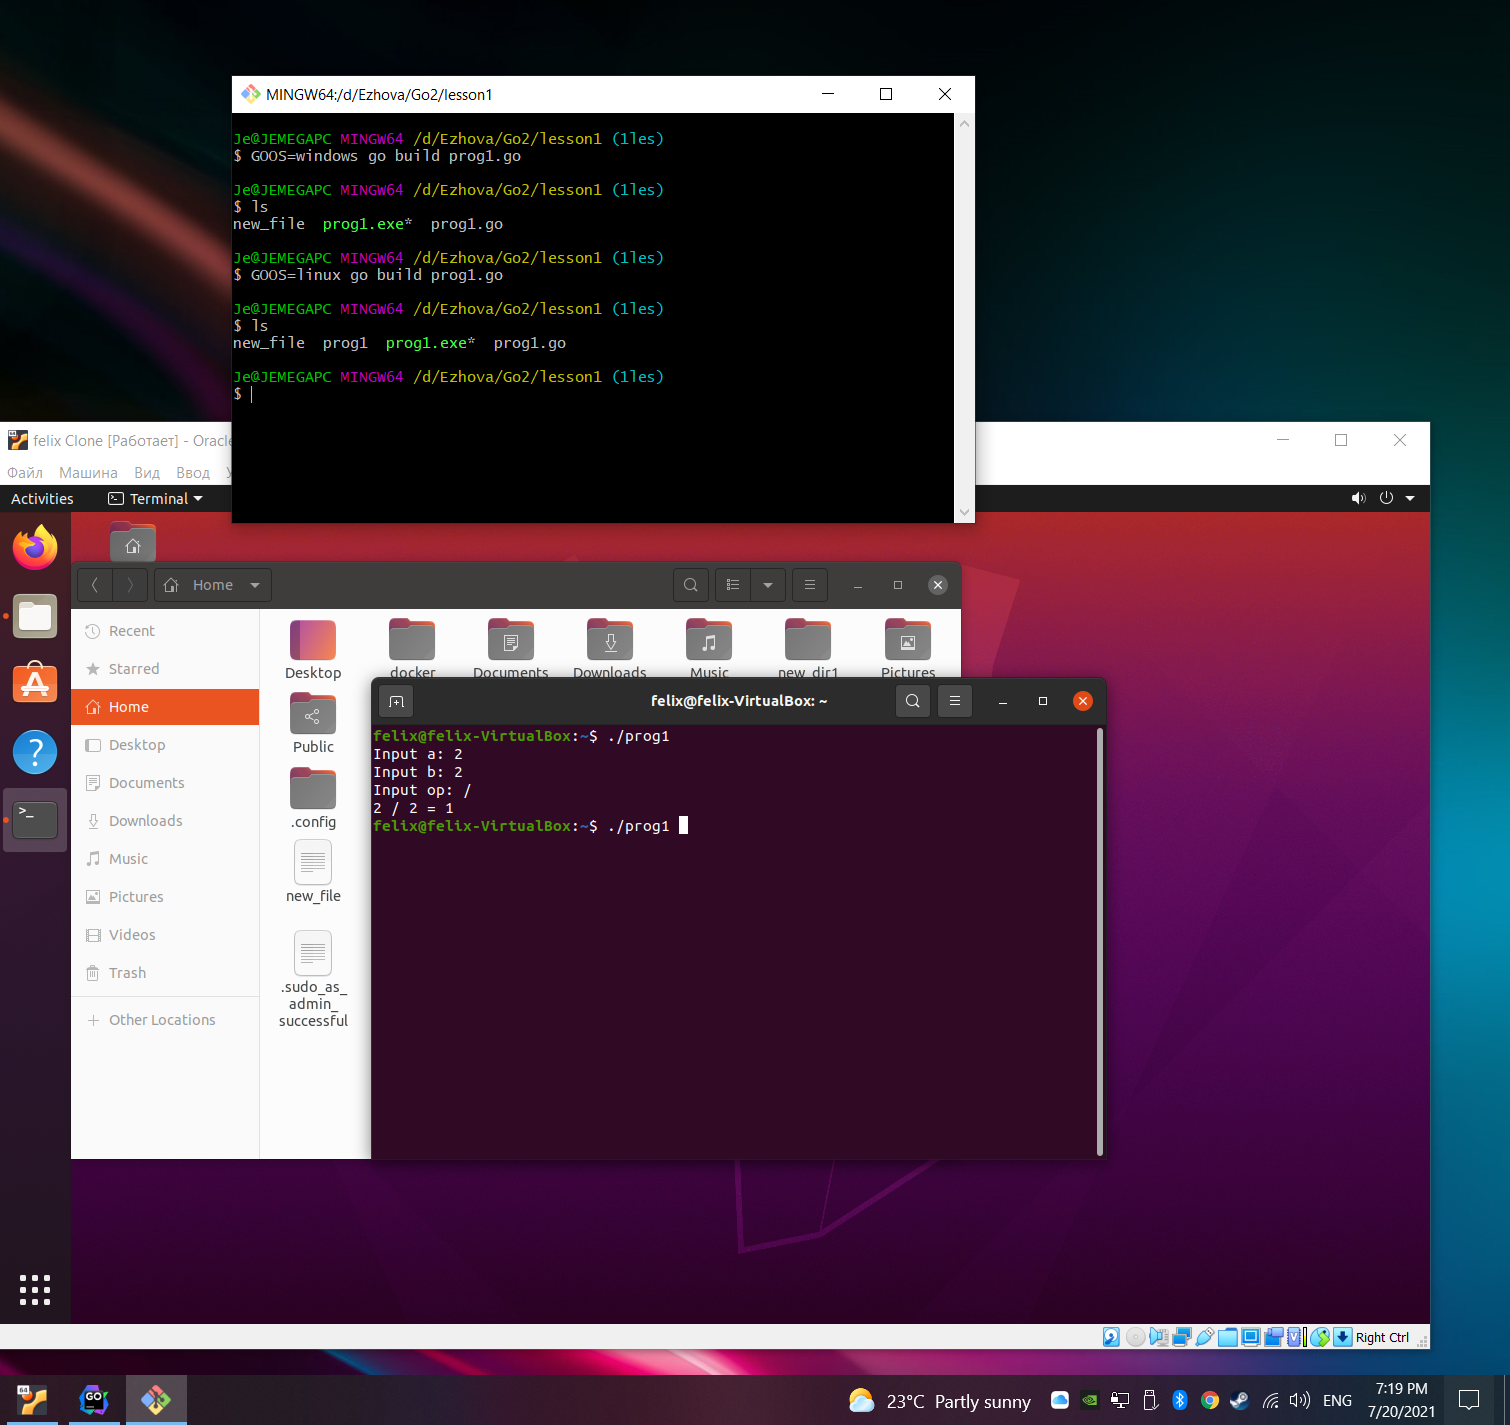 MINGW64:/d/Ezhova/Go2/lesson1
Je@JEMEGAPC MINGW64 /d/Ezhova/Go2/lesson1 (1les)
$ GOOS=windows go build prog1.go
Je@JEMEGAPC MINGW64 /d/Ezhova/Go2/lesson1 (1les)
$ ls
new_file  prog1.exe*  prog1.go
Je@JEMEGAPC MINGW64 /d/Ezhova/Go2/lesson1 (1les)
$ GOOS=linux go build prog1.go
Je@JEMEGAPC MINGW64 /d/Ezhova/Go2/lesson1 (1les)
$ ls
new_file  prog1  prog1.exe*  prog1.go
Je@JEMEGAPC MINGW64 /d/Ezhova/Go2/lesson1 (1les)
$
felix Clone [Работает] - Oracle
Файл Машина Вид Ввод
Activities Terminal
Home
Recent
Starred
Home
Desktop
Documents
Downloads
Music
Pictures
Videos
Trash
Other Locations
Desktop docker Documents Downloads Music new_dir1 Pictures
Public
.config
new_file
.sudo_as_
admin_
successful
felix@felix-VirtualBox: ~
felix@felix-VirtualBox:~$ ./prog1
Input a: 2
Input b: 2
Input op: /
2 / 2 = 1
felix@felix-VirtualBox:~$ ./prog1
Right Ctrl
64
GO
23°C Partly sunny
ENG
7:19 PM
7/20/2021